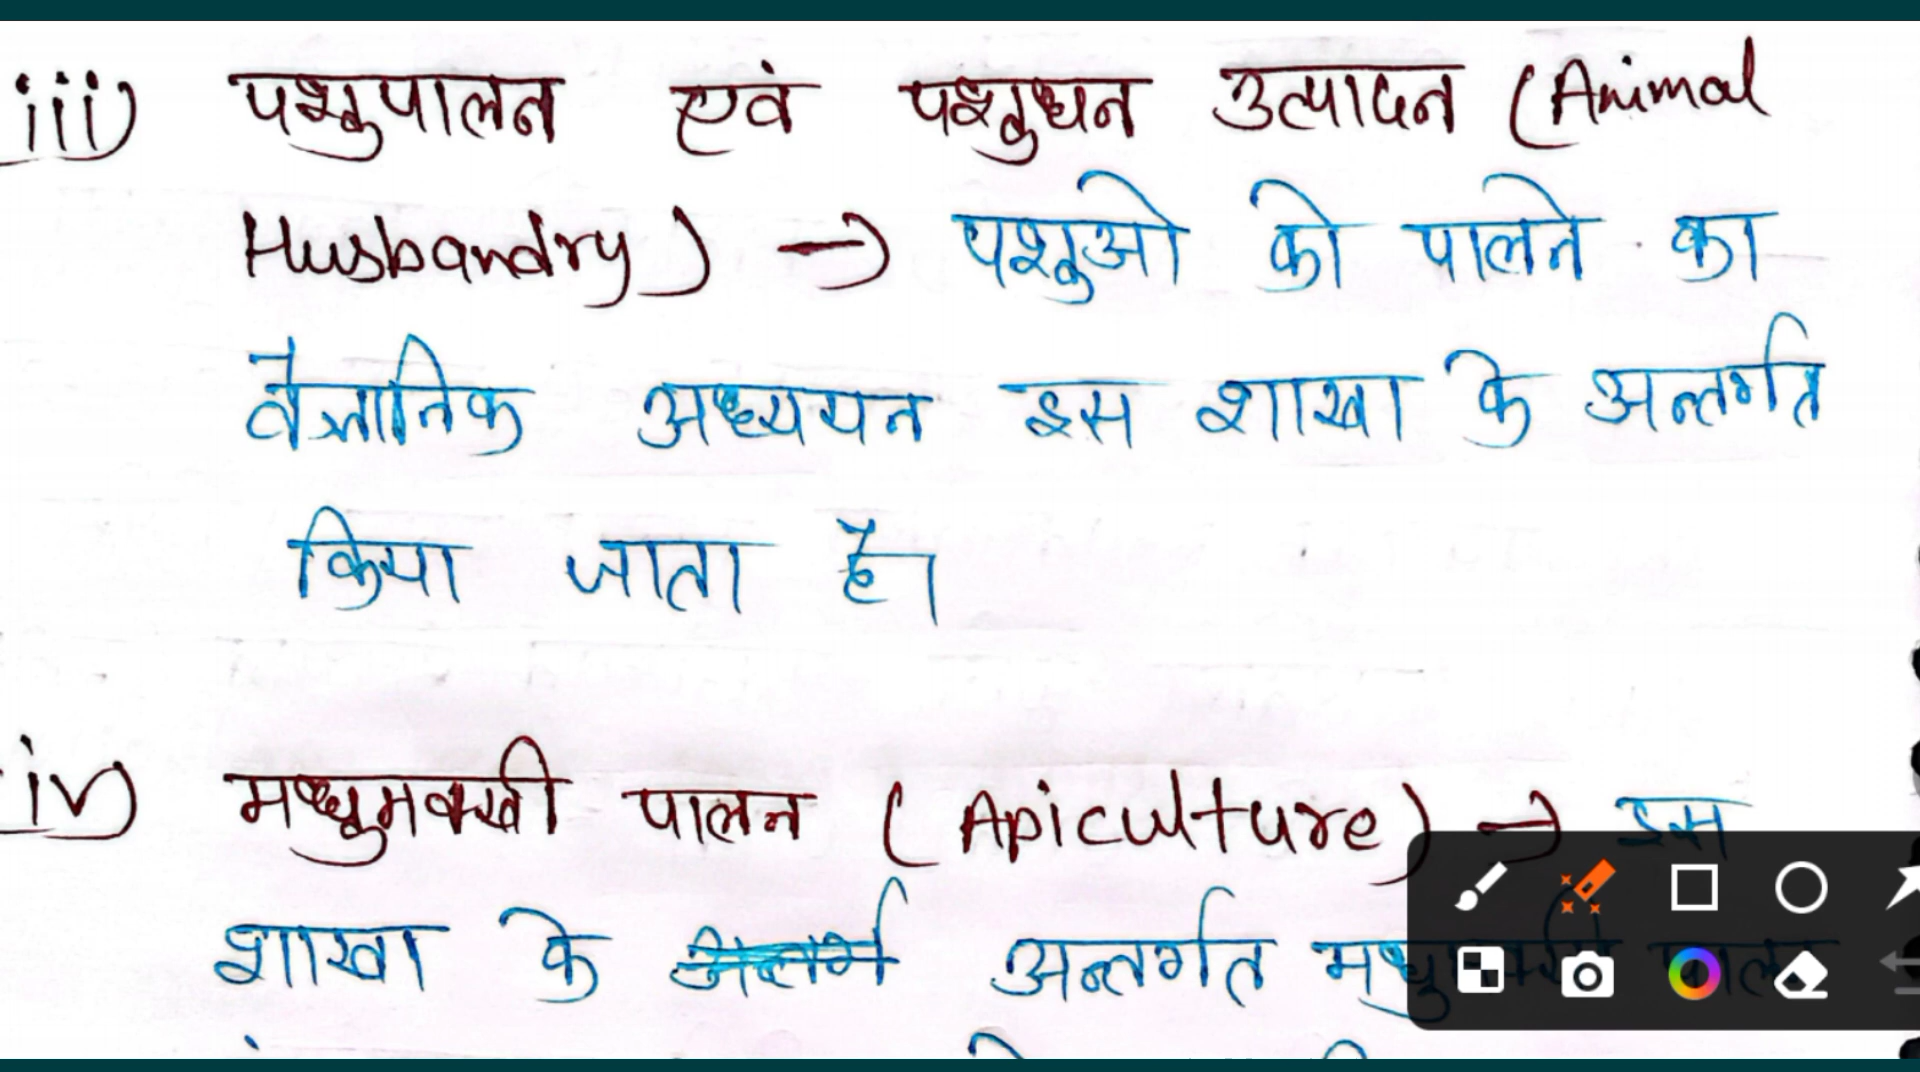 iii) पशुपालन एवं पशुधन उत्पादन (Animal
Husbandry) → पशुओ को पालने का
वैज्ञानिक अध्ययन इस शाखा के अन्तर्गत
किया जाता है।
iv) मधुमक्खी पालन (Apiculture) → इस
शाखा के अन्तर्गत